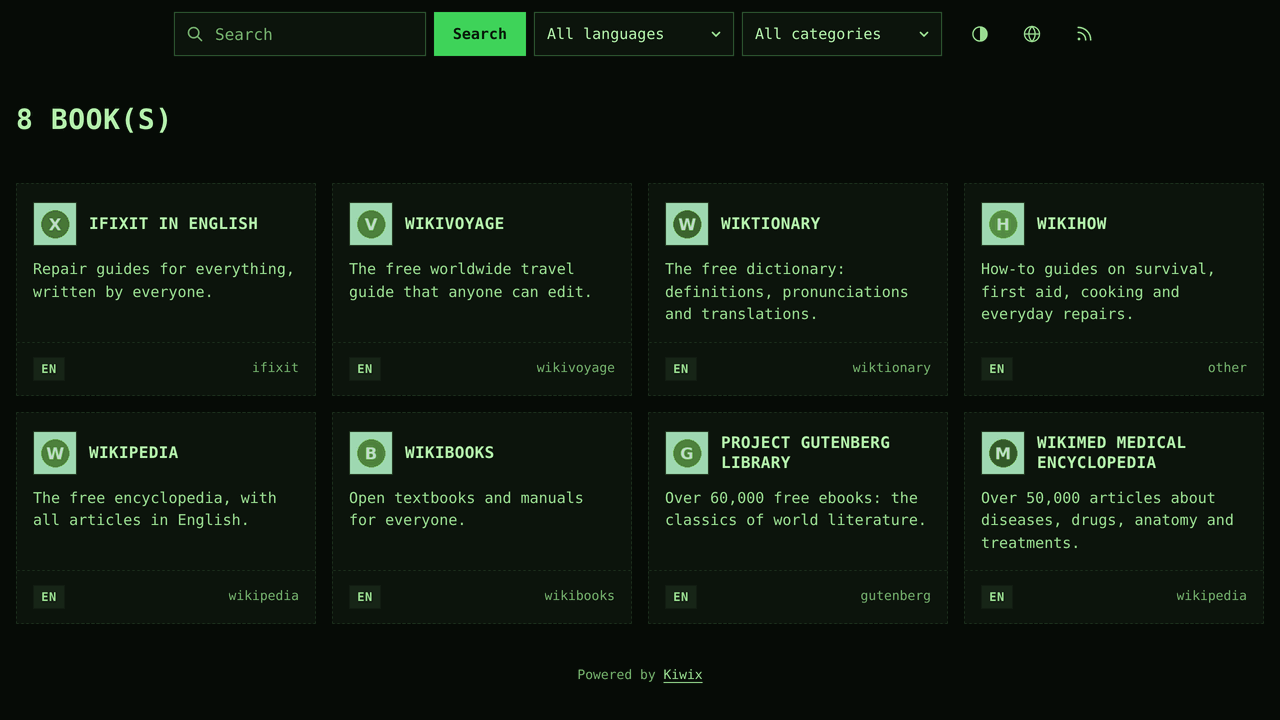 Search
Search
All languages
All categories
8 BOOK(S)
X
IFIXIT IN ENGLISH
Repair guides for everything,
written by everyone.
EN
ifixit
V
WIKIVOYAGE
The free worldwide travel
guide that anyone can edit.
EN
wikivoyage
W
WIKTIONARY
The free dictionary:
definitions, pronunciations
and translations.
EN
wiktionary
H
WIKIHOW
How-to guides on survival,
first aid, cooking and
everyday repairs.
EN
other
W
WIKIPEDIA
The free encyclopedia, with
all articles in English.
EN
wikipedia
B
WIKIBOOKS
Open textbooks and manuals
for everyone.
EN
wikibooks
G
PROJECT GUTENBERG
LIBRARY
Over 60,000 free ebooks: the
classics of world literature.
EN
gutenberg
M
WIKIMED MEDICAL
ENCYCLOPEDIA
Over 50,000 articles about
diseases, drugs, anatomy and
treatments.
EN
wikipedia
Powered by Kiwix